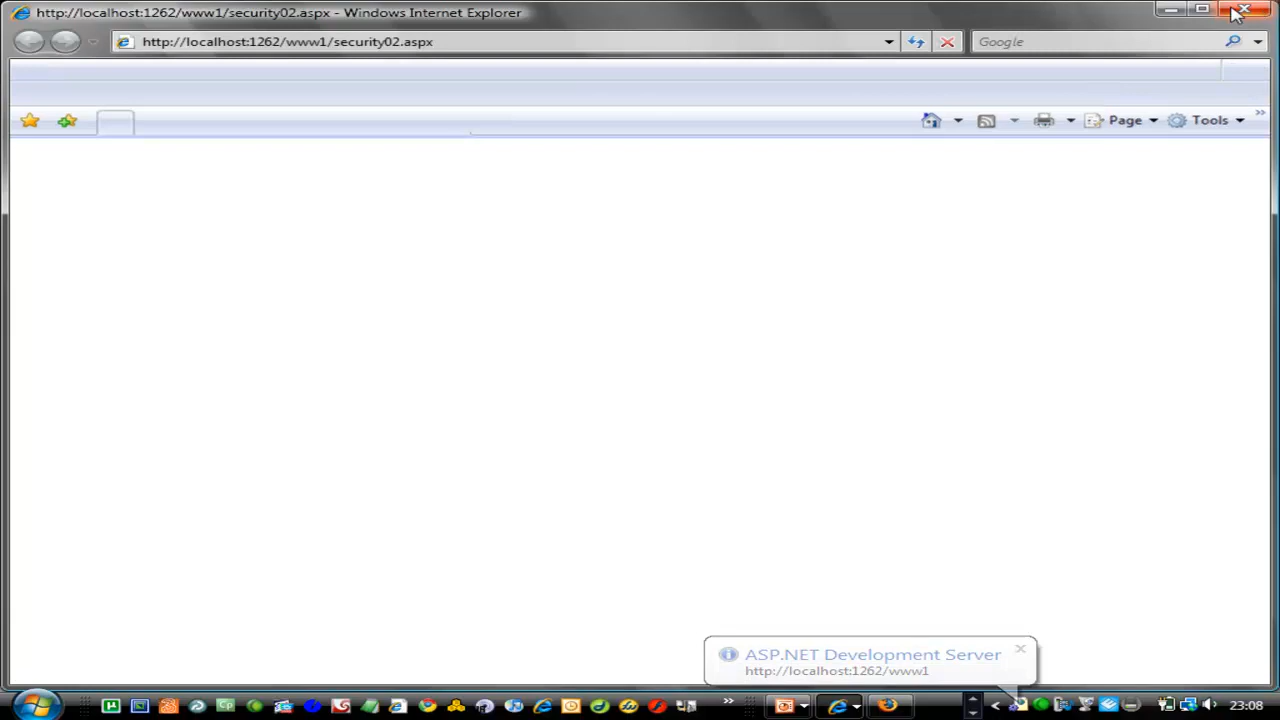 http://localhost:1262/www1/security02.aspx - Windows Internet Explorer
http://localhost:1262/www1/security02.aspx
Google
Page
Tools
ASP.NET Development Server
http://localhost:1262/www1
23:08